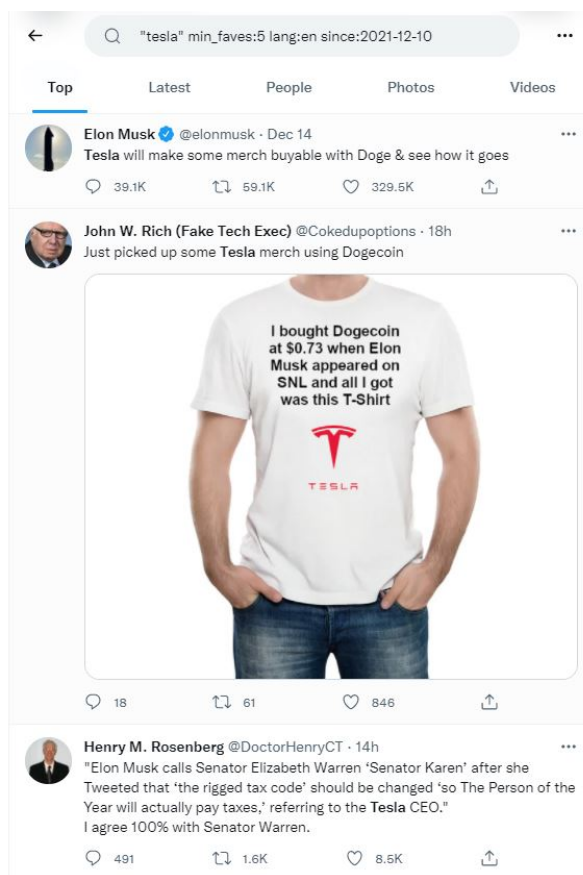 "tesla" min_faves:5 lang:en since:2021-12-10
Top Latest People Photos Videos
Elon Musk @elonmusk · Dec 14
Tesla will make some merch buyable with Doge & see how it goes
39.1K 59.1K 329.5K
John W. Rich (Fake Tech Exec) @Cokedupoptions · 18h
Just picked up some Tesla merch using Dogecoin
I bought Dogecoin
at $0.73 when Elon
Musk appeared on
SNL and all I got
was this T-Shirt
TESLA
18 61 846
Henry M. Rosenberg @DoctorHenryCT · 14h
"Elon Musk calls Senator Elizabeth Warren ‘Senator Karen’ after she
Tweeted that ‘the rigged tax code’ should be changed ‘so The Person of the
Year will actually pay taxes,’ referring to the Tesla CEO."
I agree 100% with Senator Warren.
491 1.6K 8.5K